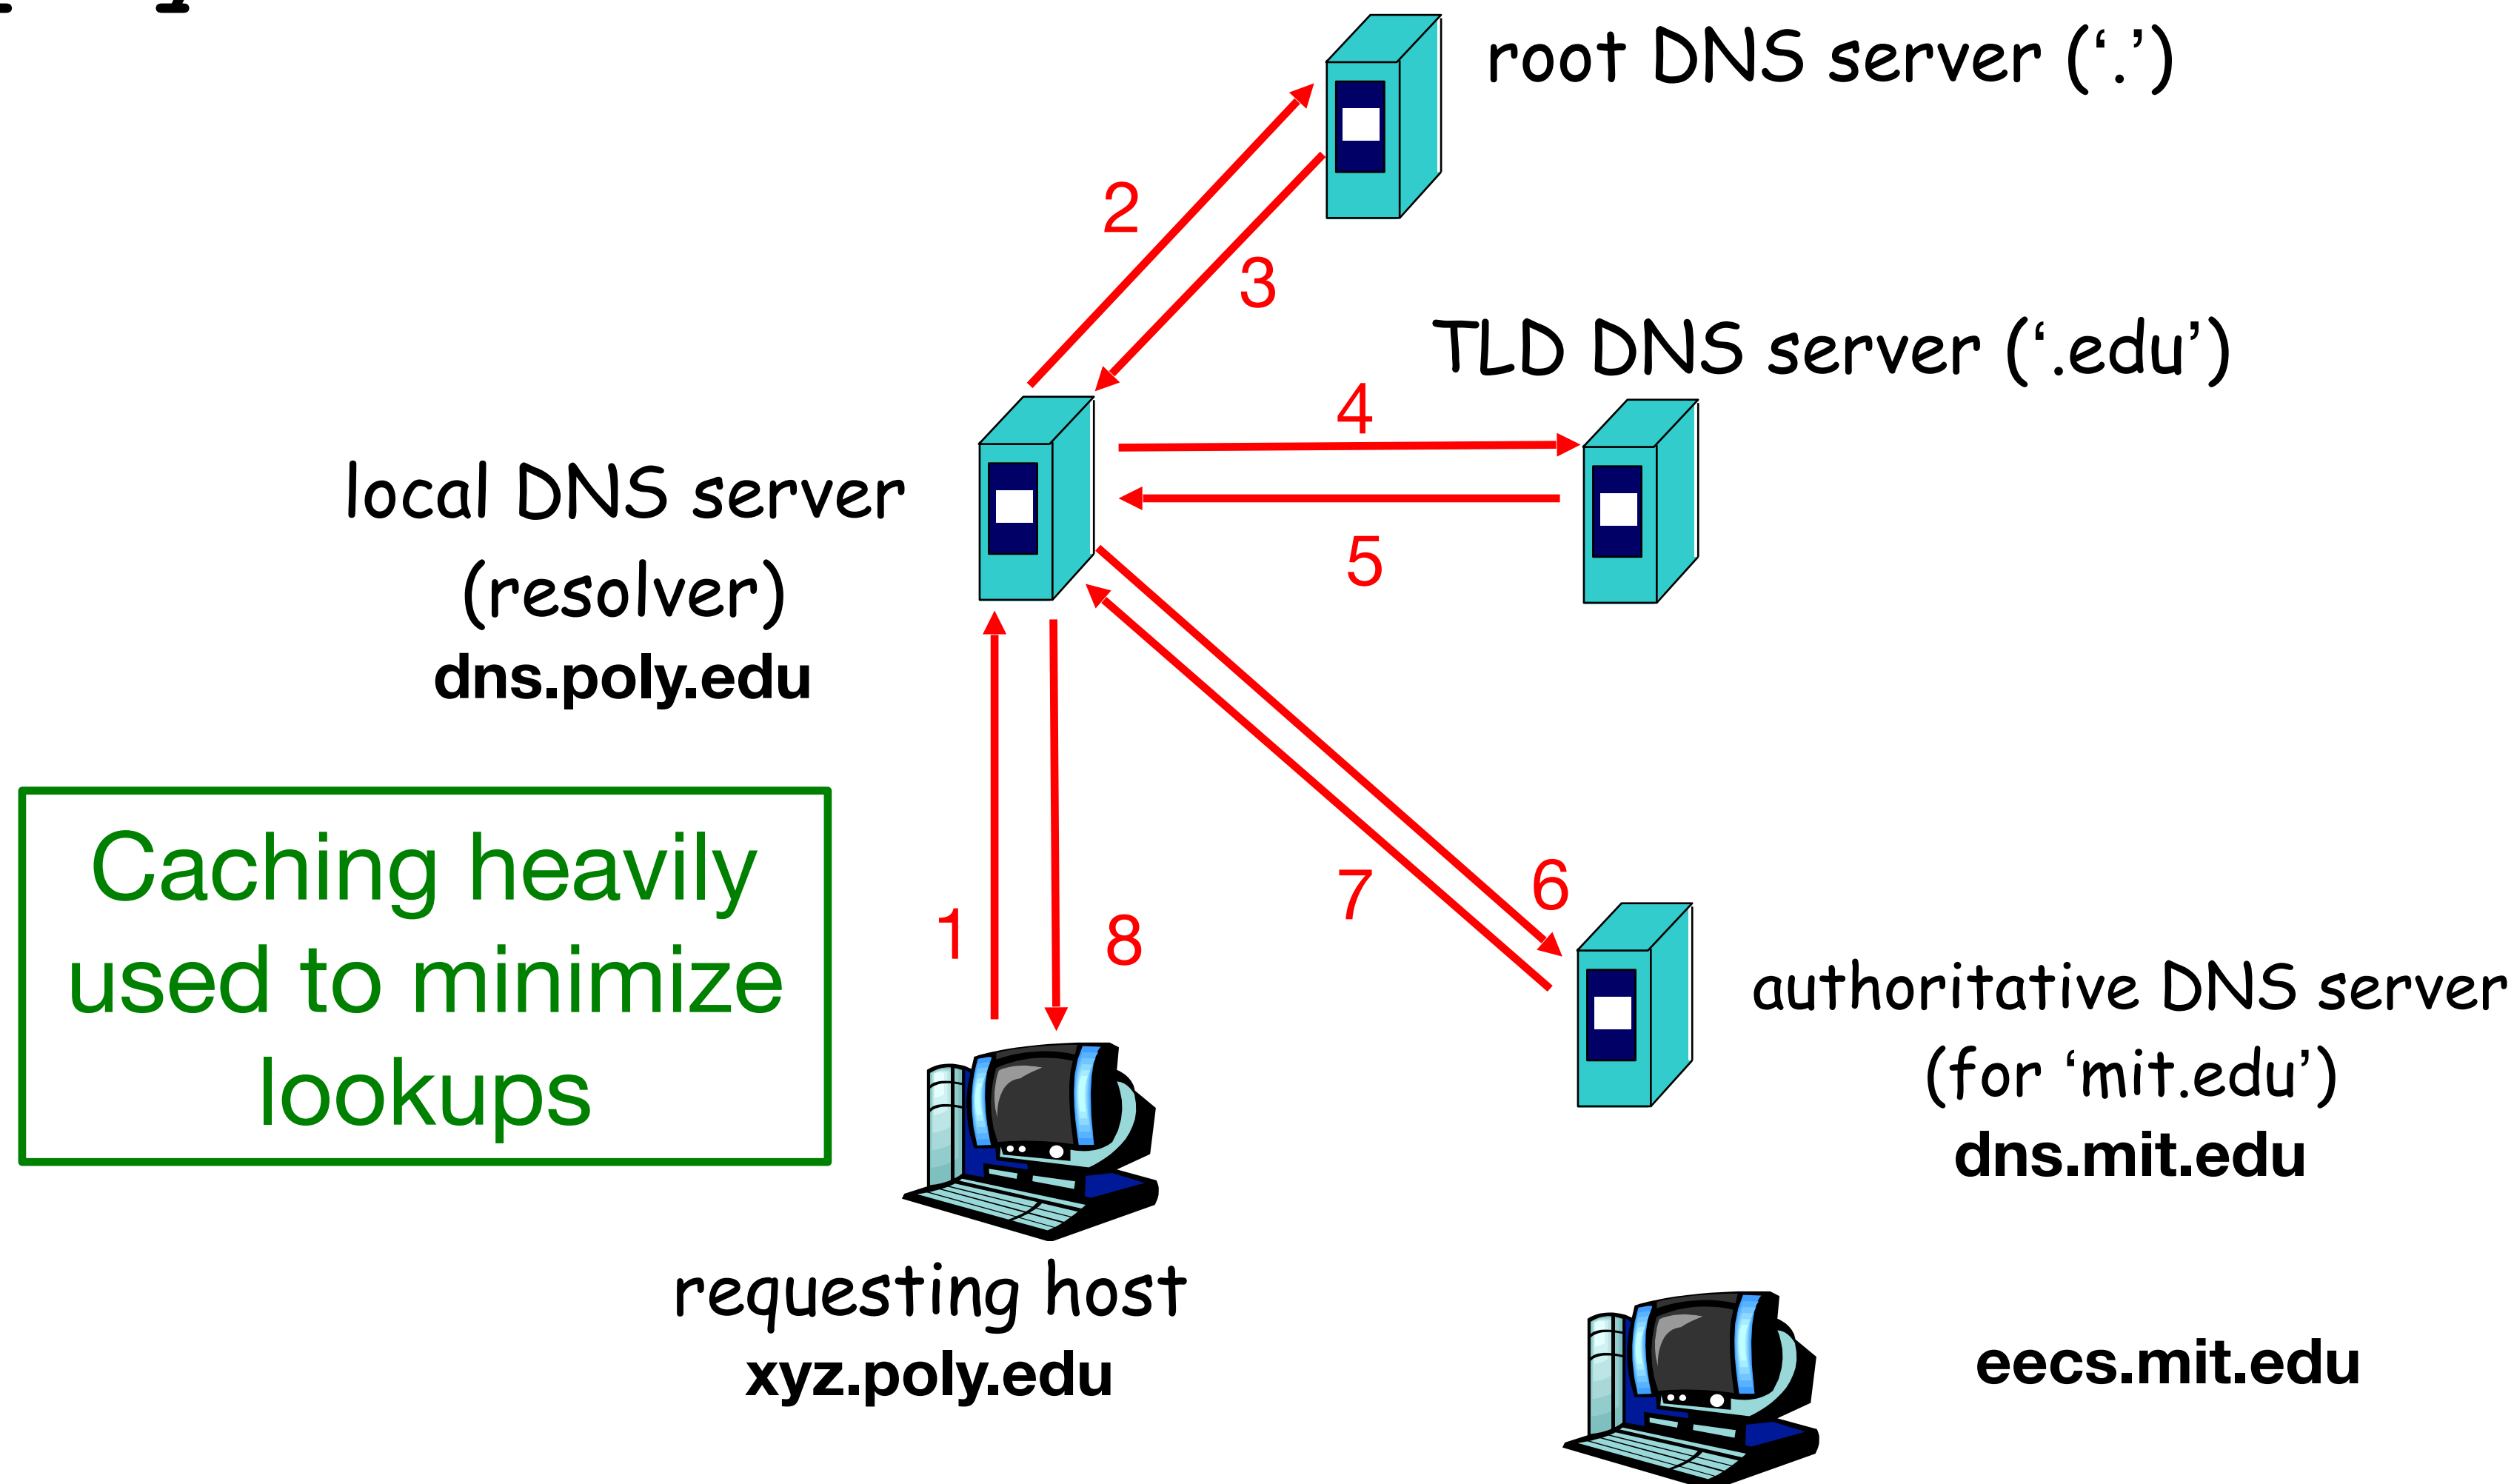 root DNS server (‘.’)
2
3
TLD DNS server (‘.edu’)
4
local DNS server
(resolver)
dns.poly.edu
5
Caching heavily
used to minimize
lookups
1
8
7
6
authoritative DNS server
(for ‘mit.edu’)
dns.mit.edu
requesting host
xyz.poly.edu
eecs.mit.edu